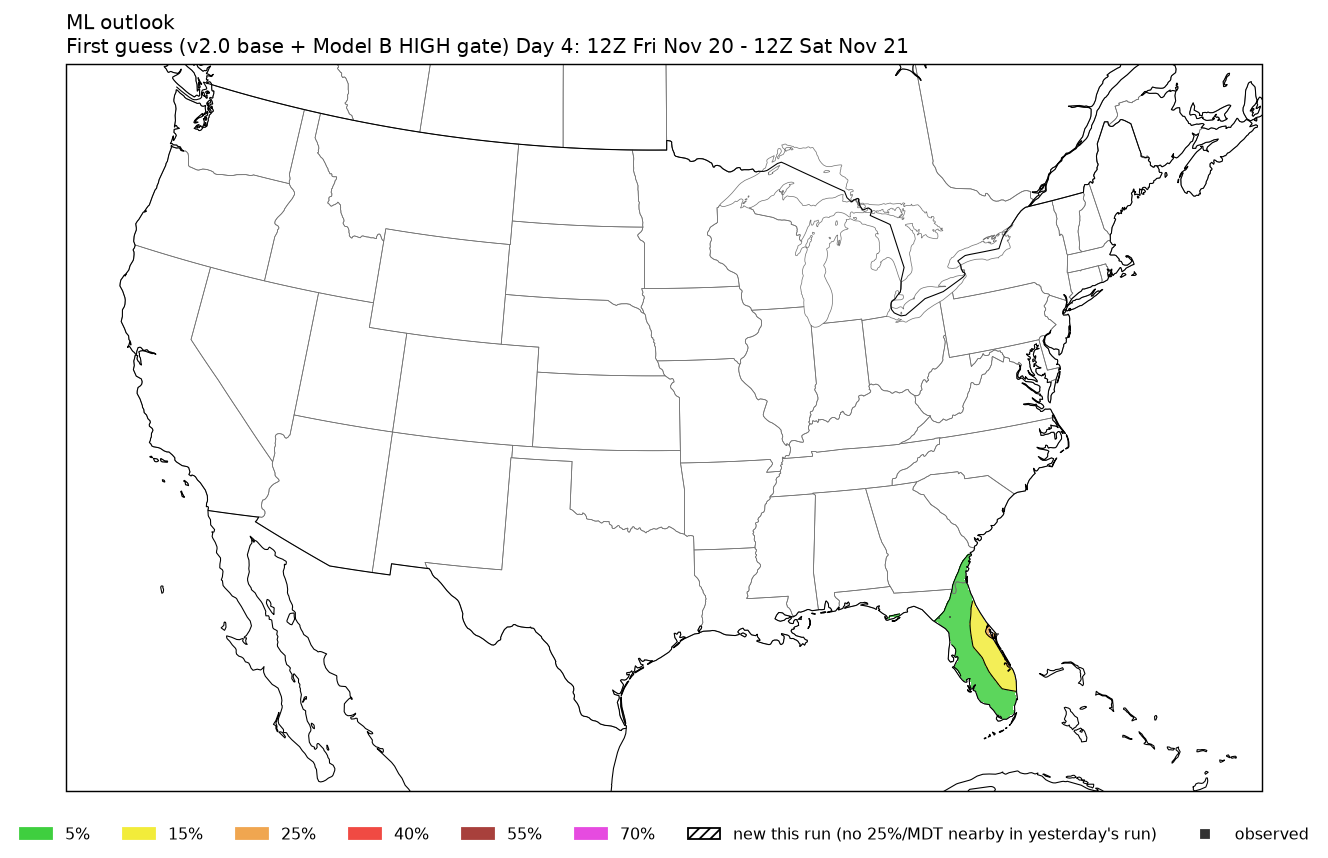 ML outlook
First guess (v2.0 base + Model B HIGH gate) Day 4: 12Z Fri Nov 20 - 12Z Sat Nov 21
5%
15%
25%
40%
55%
70%
new this run (no 25%/MDT nearby in yesterday's run)
observed